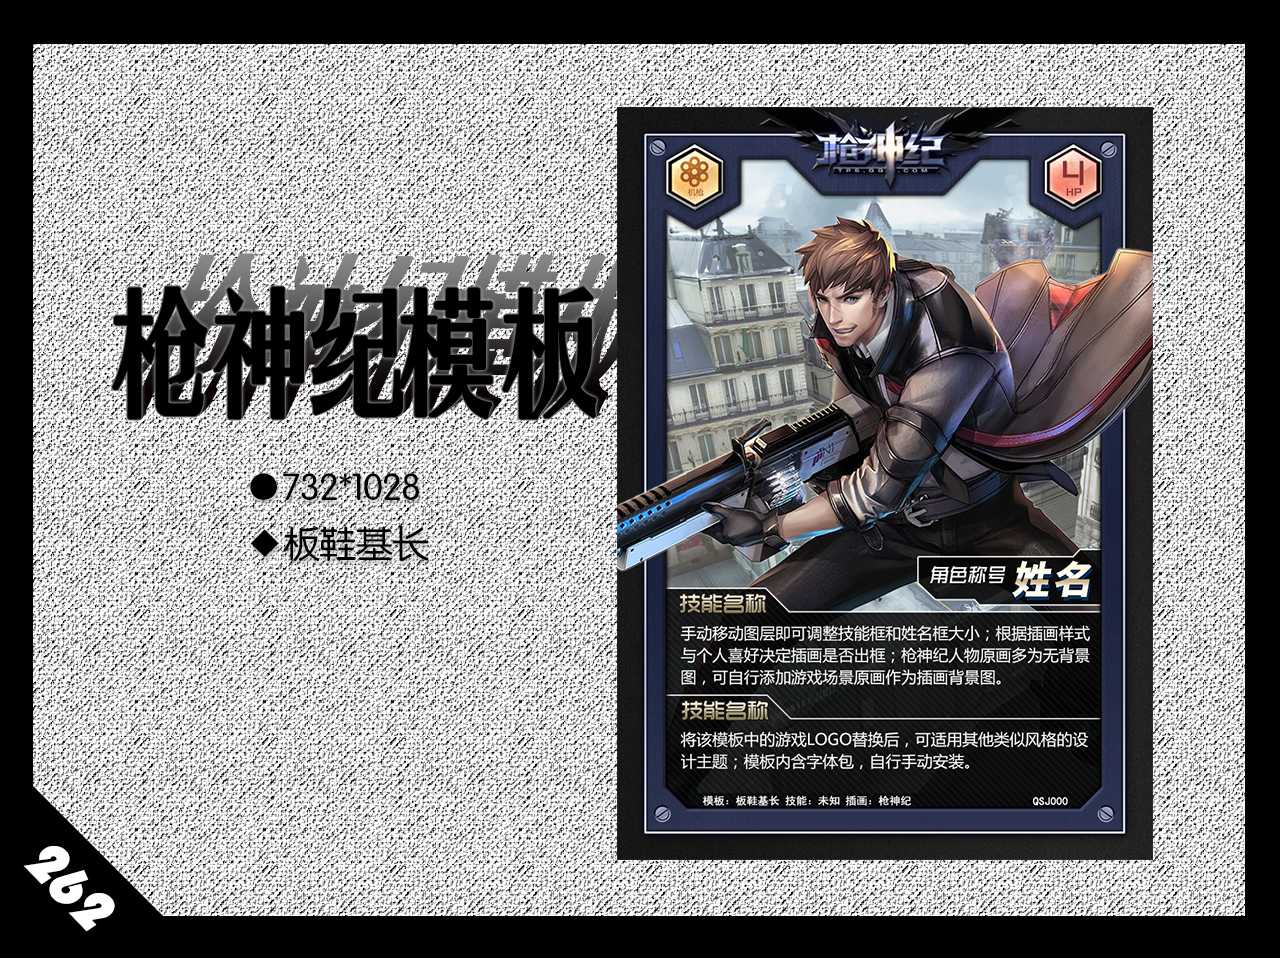 枪神纪模板
●732*1028
◆板鞋基长
262
枪神纪
TPS.QQ.COM
机枪
4
HP
角色称号 姓名
技能名称
手动移动图层即可调整技能框和姓名框大小；根据插画样式
与个人喜好决定插画是否出框；枪神纪人物原画多为无背景
图，可自行添加游戏场景原画作为插画背景图。
技能名称
将该模板中的游戏LOGO替换后，可适用其他类似风格的设
计主题；模板内含字体包，自行手动安装。
模板：板鞋基长 技能：未知 插画：枪神纪
QSJ000